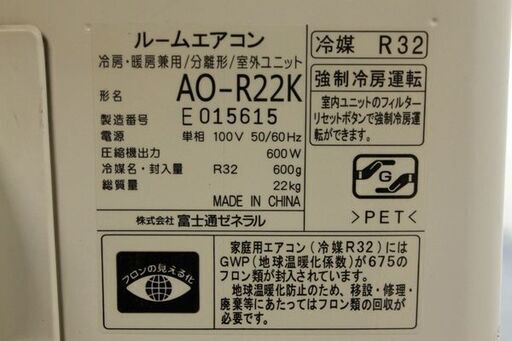 ルームエアコン
冷房・暖房兼用/分離形/室外ユニット
形名 AO-R22K
製造番号 E 015615
電源 単相 100V 50/60Hz
圧縮機出力 600W
冷媒名・封入量 R32 600g
総質量 22kg
MADE IN CHINA
株式会社 富士通ゼネラル
冷媒 R32
強制冷房運転
室内ユニットのフィルター
リセットボタンで強制冷房運
転ができます。
G
>PET<
フロンの見える化
家庭用エアコン（冷媒R32）には
GWP（地球温暖化係数）が675の
フロン類が封入されています。
地球温暖化防止のため、移設・修理・
廃棄等にあたってはフロン類の回収が
必要です。